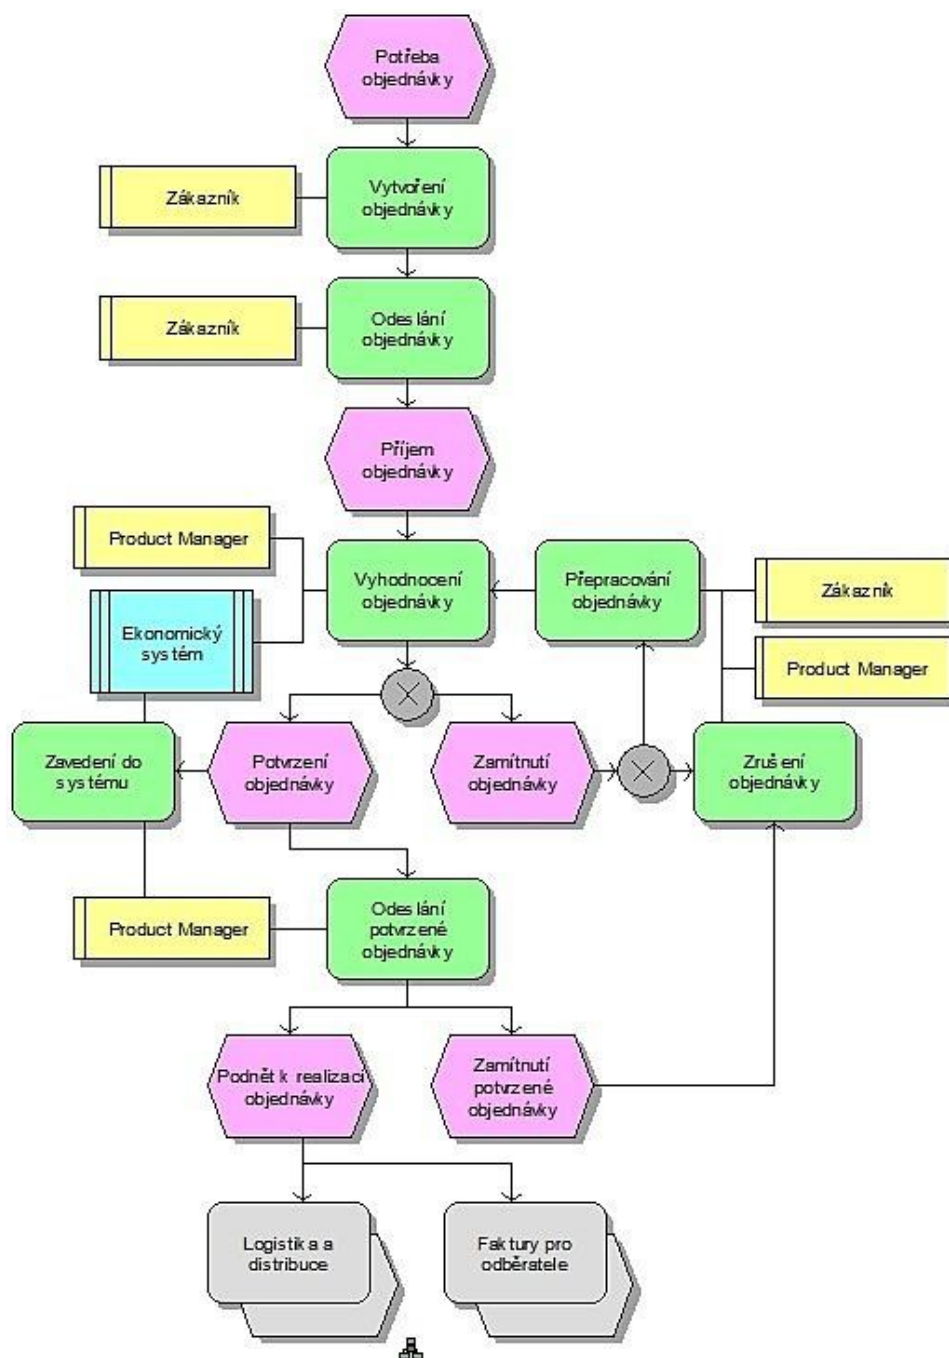 Potřeba
objednávky
Zákazník
Vytvoření
objednávky
Zákazník
Odeslání
objednávky
Příjem
objednávky
Product Manager
Vyhodnocení
objednávky
Přepracování
objednávky
Zákazník
Ekonomický
systém
Product Manager
Zavedení do
systému
Potvrzení
objednávky
Zamítnutí
objednávky
Zrušení
objednávky
Product Manager
Odeslání
potvrzené
objednávky
Podnět k realizaci
objednávky
Zamítnutí
potvrzené
objednávky
Logistika a
distribuce
Faktury pro
odběratele